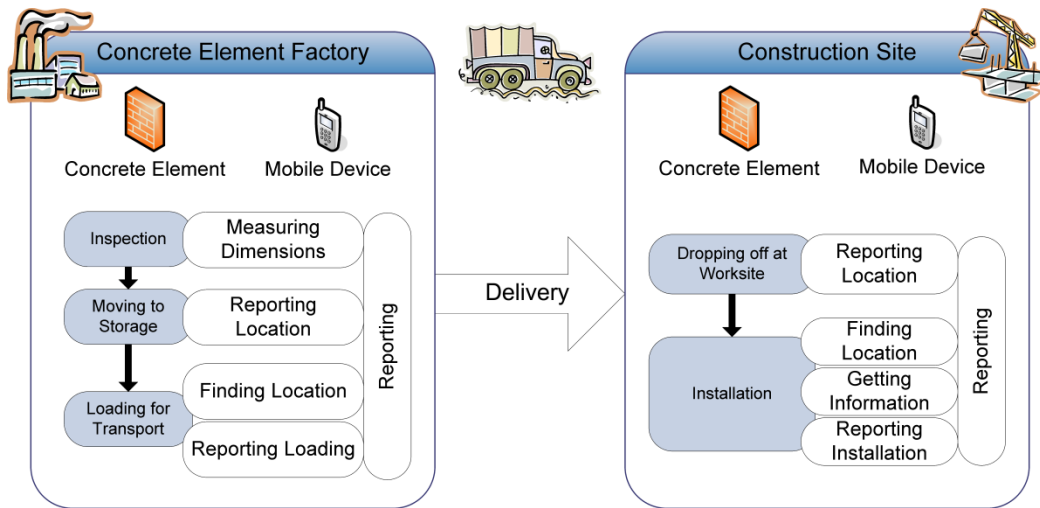 Concrete Element Factory
Concrete Element
Mobile Device
Inspection
Measuring
Dimensions
Moving to
Storage
Reporting
Location
Loading for
Transport
Finding Location
Reporting Loading
Reporting
Delivery
Construction Site
Concrete Element
Mobile Device
Dropping off at
Worksite
Reporting
Location
Installation
Finding
Location
Getting
Information
Reporting
Installation
Reporting